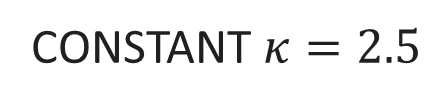 CONSTANT 𝜅 = 2.5